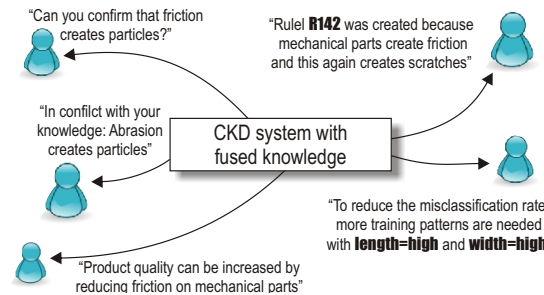 “Can you confirm that friction
creates particles?”
“Rulel R142 was created because
mechanical parts create friction
and this again creates scratches”
“In confilct with your
knowledge: Abrasion
creates particles”
CKD system with
fused knowledge
“To reduce the misclassification rate
more training patterns are needed
with length=high and width=high
“Product quality can be increased by
reducing friction on mechanical parts”